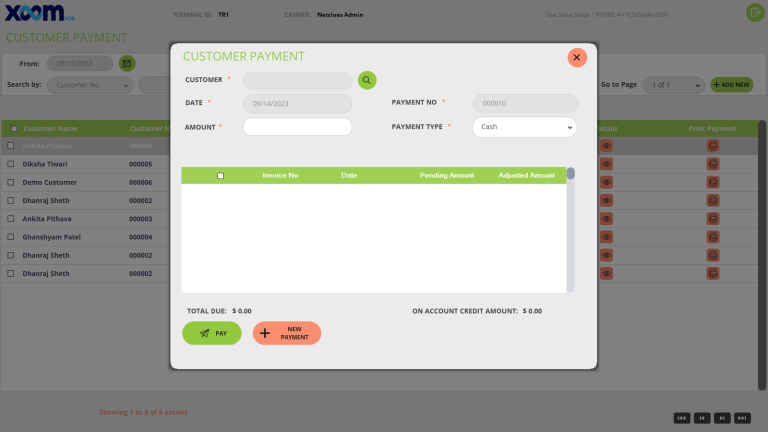 XOOM POS
TERMINAL ID: TR1 CASHIER: Netclues Admin Test Store Setup | PHONE # +1(345)946-0000
CUSTOMER PAYMENT
From: 08/15/2023
Search by: Customer No Go to Page 1 of 1 ADD NEW
Customer Name Customer N etails Print Payment
Ankita Pithava 000003
Diksha Tiwari 000005
Demo Customer 000006
Dhanraj Sheth 000002
Ankita Pithava 000003
Ghanshyam Patel 000004
Dhanraj Sheth 000002
Dhanraj Sheth 000002
Showing 1 to 8 of 8 entries
CUSTOMER PAYMENT
CUSTOMER *
DATE * 09/14/2023 PAYMENT NO * 000010
AMOUNT * PAYMENT TYPE * Cash
Invoice No Date Pending Amount Adjusted Amount
TOTAL DUE: $ 0.00 ON ACCOUNT CREDIT AMOUNT: $ 0.00
PAY NEW
PAYMENT